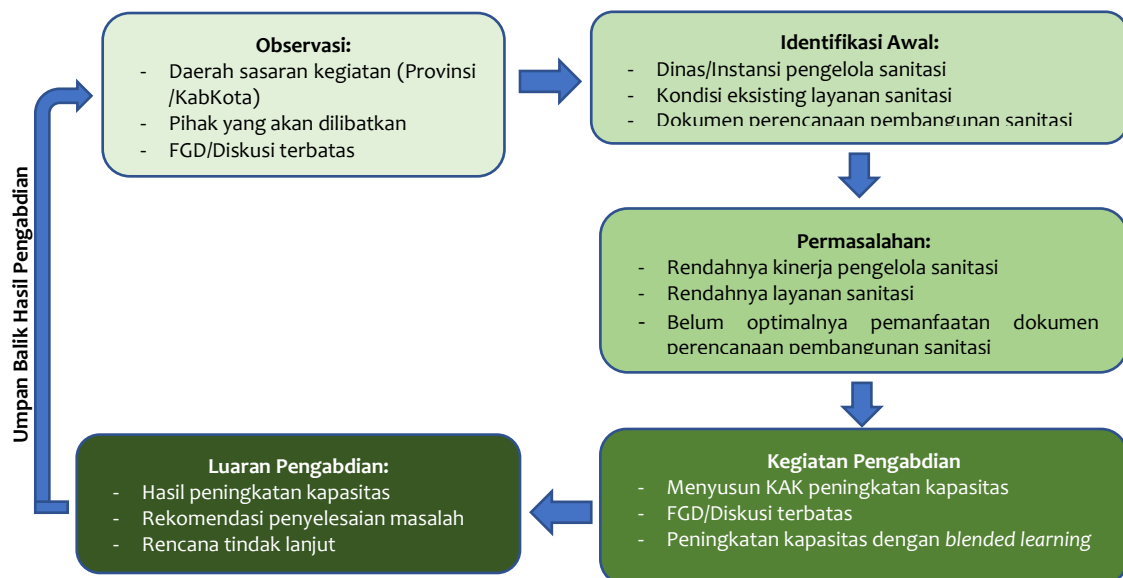 Observasi:
- Daerah sasaran kegiatan (Provinsi
/KabKota)
- Pihak yang akan dilibatkan
- FGD/Diskusi terbatas
Identifikasi Awal:
- Dinas/Instansi pengelola sanitasi
- Kondisi eksisting layanan sanitasi
- Dokumen perencanaan pembangunan sanitasi
Permasalahan:
- Rendahnya kinerja pengelola sanitasi
- Rendahnya layanan sanitasi
- Belum optimalnya pemanfaatan dokumen
perencanaan pembangunan sanitasi
Kegiatan Pengabdian
- Menyusun KAK peningkatan kapasitas
- FGD/Diskusi terbatas
- Peningkatan kapasitas dengan blended learning
Luaran Pengabdian:
- Hasil peningkatan kapasitas
- Rekomendasi penyelesaian masalah
- Rencana tindak lanjut
Umpan Balik Hasil Pengabdian